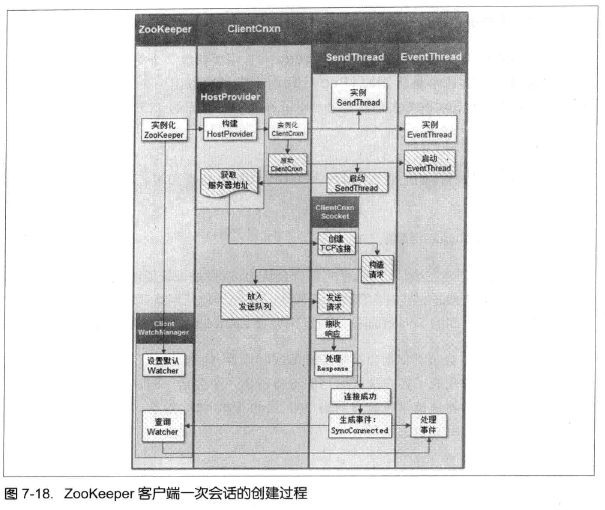 ZooKeeper
ClientCnxn
SendThread
EventThread
HostProvider
实例
SendThread
实例化
ZooKeeper
构建
HostProvider
实例化
ClientCnxn
实例
EventThread
启动
ClientCnxn
启动
EventThread
获取
服务器地址
启动
SendThread
ClientCnxn
Scocket
创建
TCP连接
构造
请求
放入
发送队列
发送
请求
接收
响应
Client
WatchManager
设置默认
Watcher
处理
Response
连接成功
查询
Watcher
生成事件：
SyncConnected
处理
事件
图 7-18. ZooKeeper 客户端一次会话的创建过程